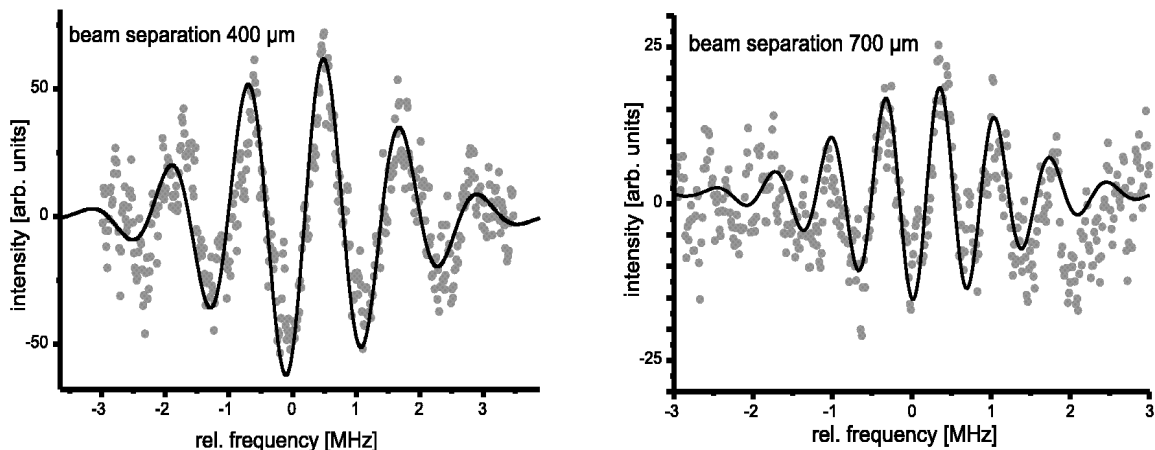 beam separation 400 µm
intensity [arb. units]
50
0
-50
-3 -2 -1 0 1 2 3
rel. frequency [MHz]
beam separation 700 µm
intensity [arb. units]
25
0
-25
-3 -2 -1 0 1 2 3
rel. frequency [MHz]